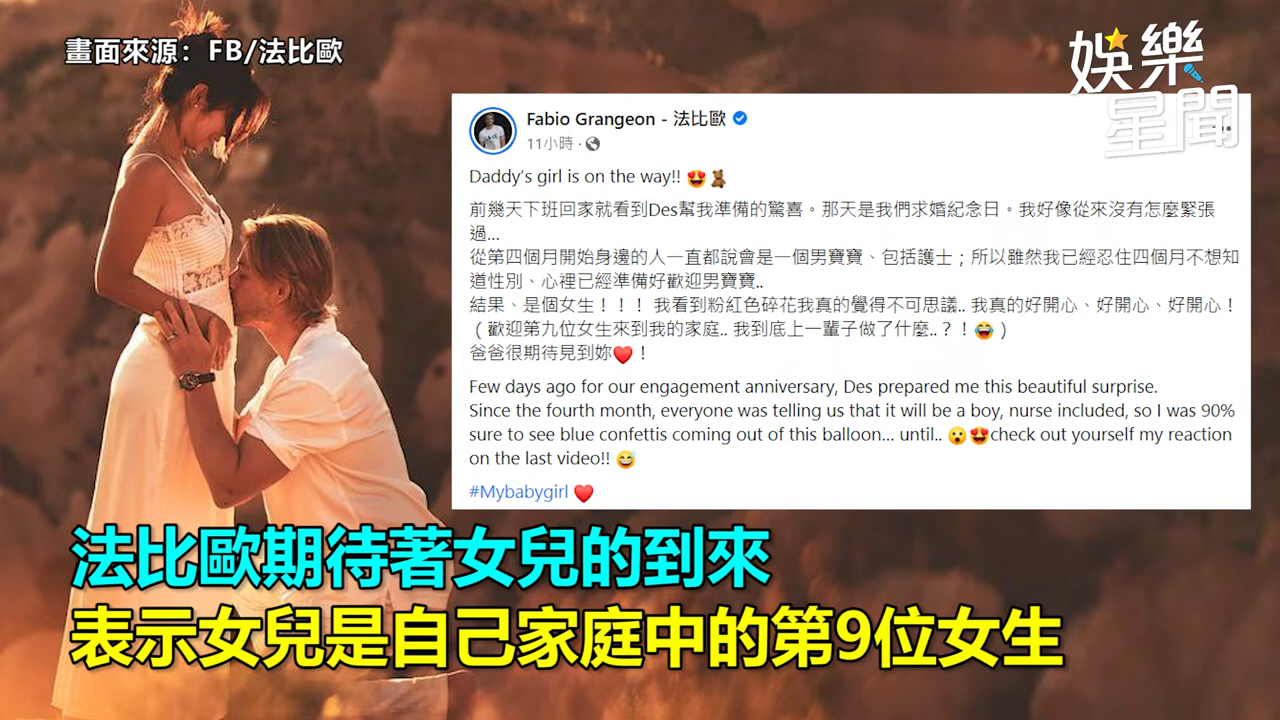 畫面來源：FB/法比歐
娛樂
星聞
Fabio Grangeon - 法比歐
11小時 ·
Daddy's girl is on the way!! 😍🧸
前幾天下班回家就看到Des幫我準備的驚喜。那天是我們求婚紀念日。我好像從來沒有怎麼緊張
過...
從第四個月開始身邊的人一直都說會是一個男寶寶、包括護士；所以雖然我已經忍住四個月不想知
道性別、心裡已經準備好歡迎男寶寶..
結果、是個女生！！！ 我看到粉紅色碎花我真的覺得不可思議.. 我真的好開心、好開心、好開心！
（歡迎第九位女生來到我的家庭.. 我到底上一輩子做了什麼..？！😂）
爸爸很期待見到妳❤️！
Few days ago for our engagement anniversary, Des prepared me this beautiful surprise.
Since the fourth month, everyone was telling us that it will be a boy, nurse included, so I was 90%
sure to see blue confettis coming out of this balloon... until.. 😮😍check out yourself my reaction
on the last video!! 😅
#Mybabygirl ❤️
法比歐期待著女兒的到來
表示女兒是自己家庭中的第9位女生